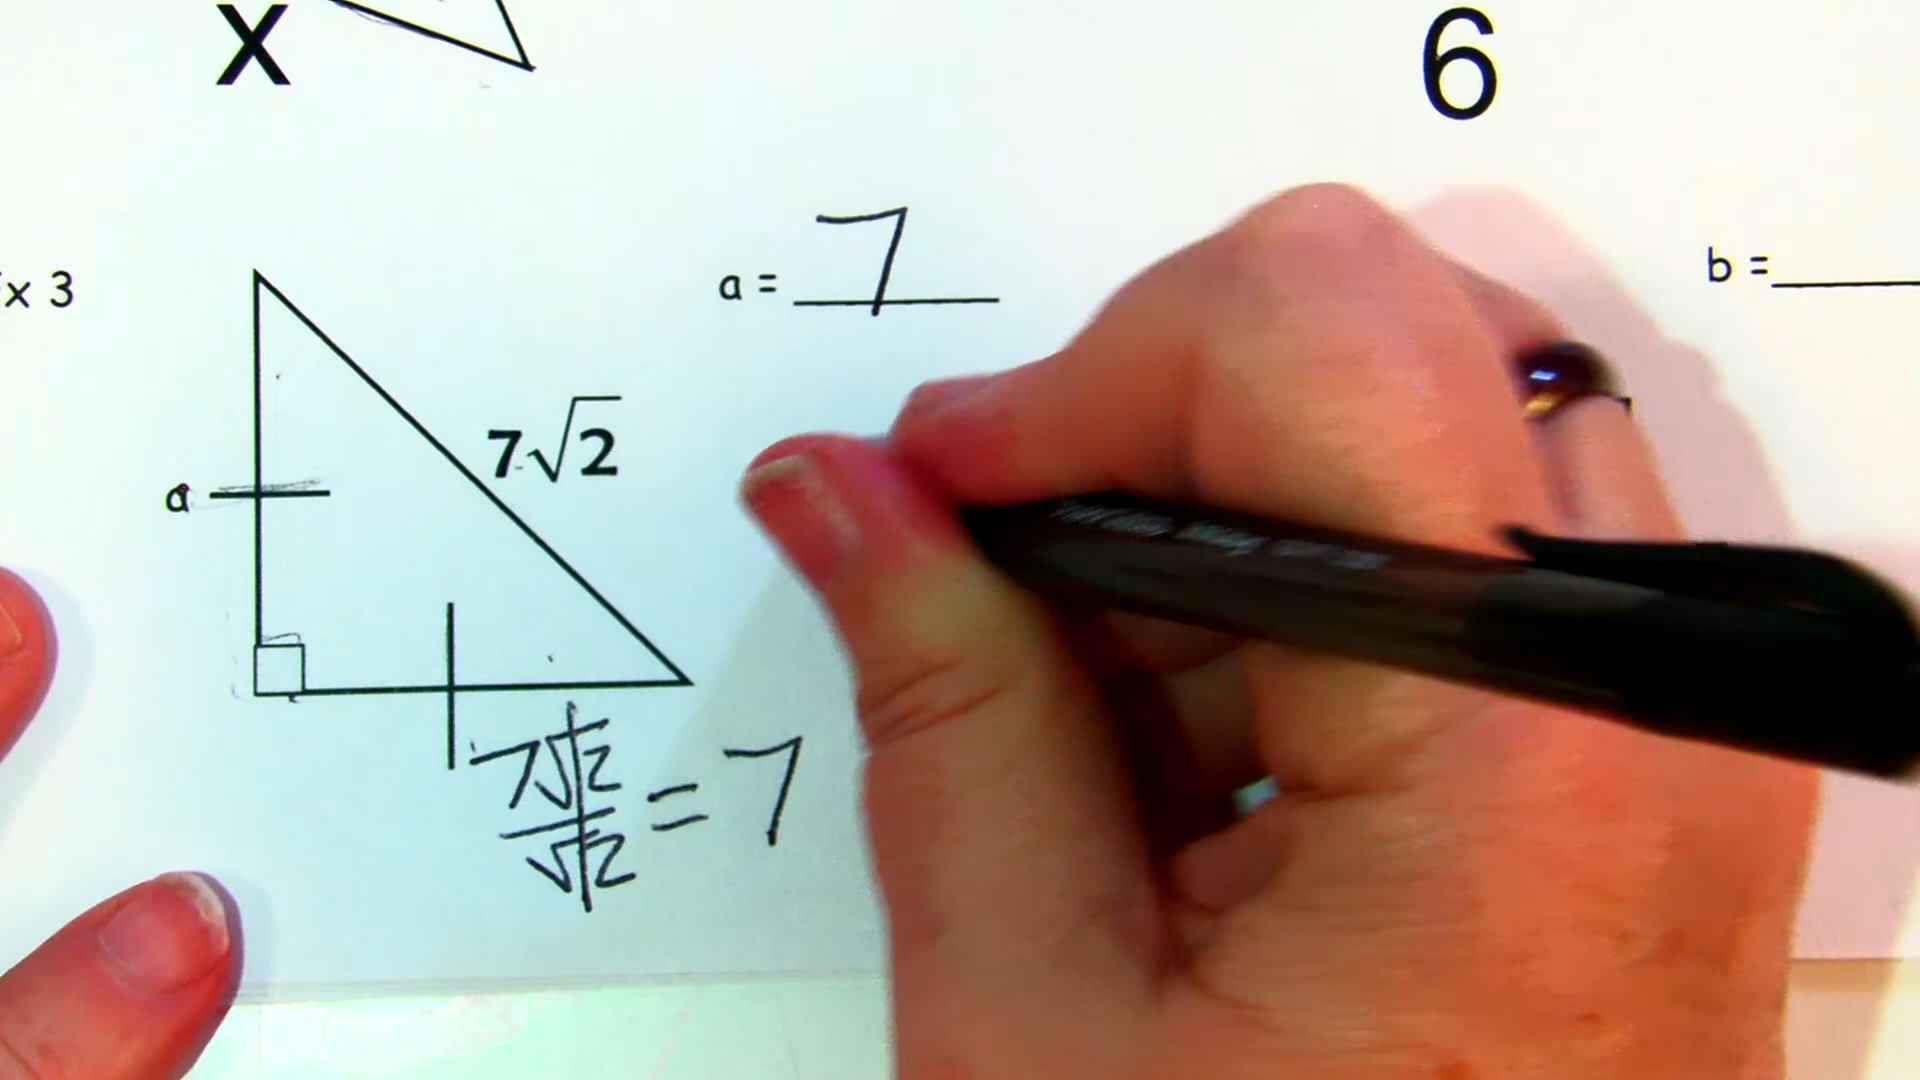 x
6
x 3
a = 7
b =
7√2
a
7√2/√2 = 7